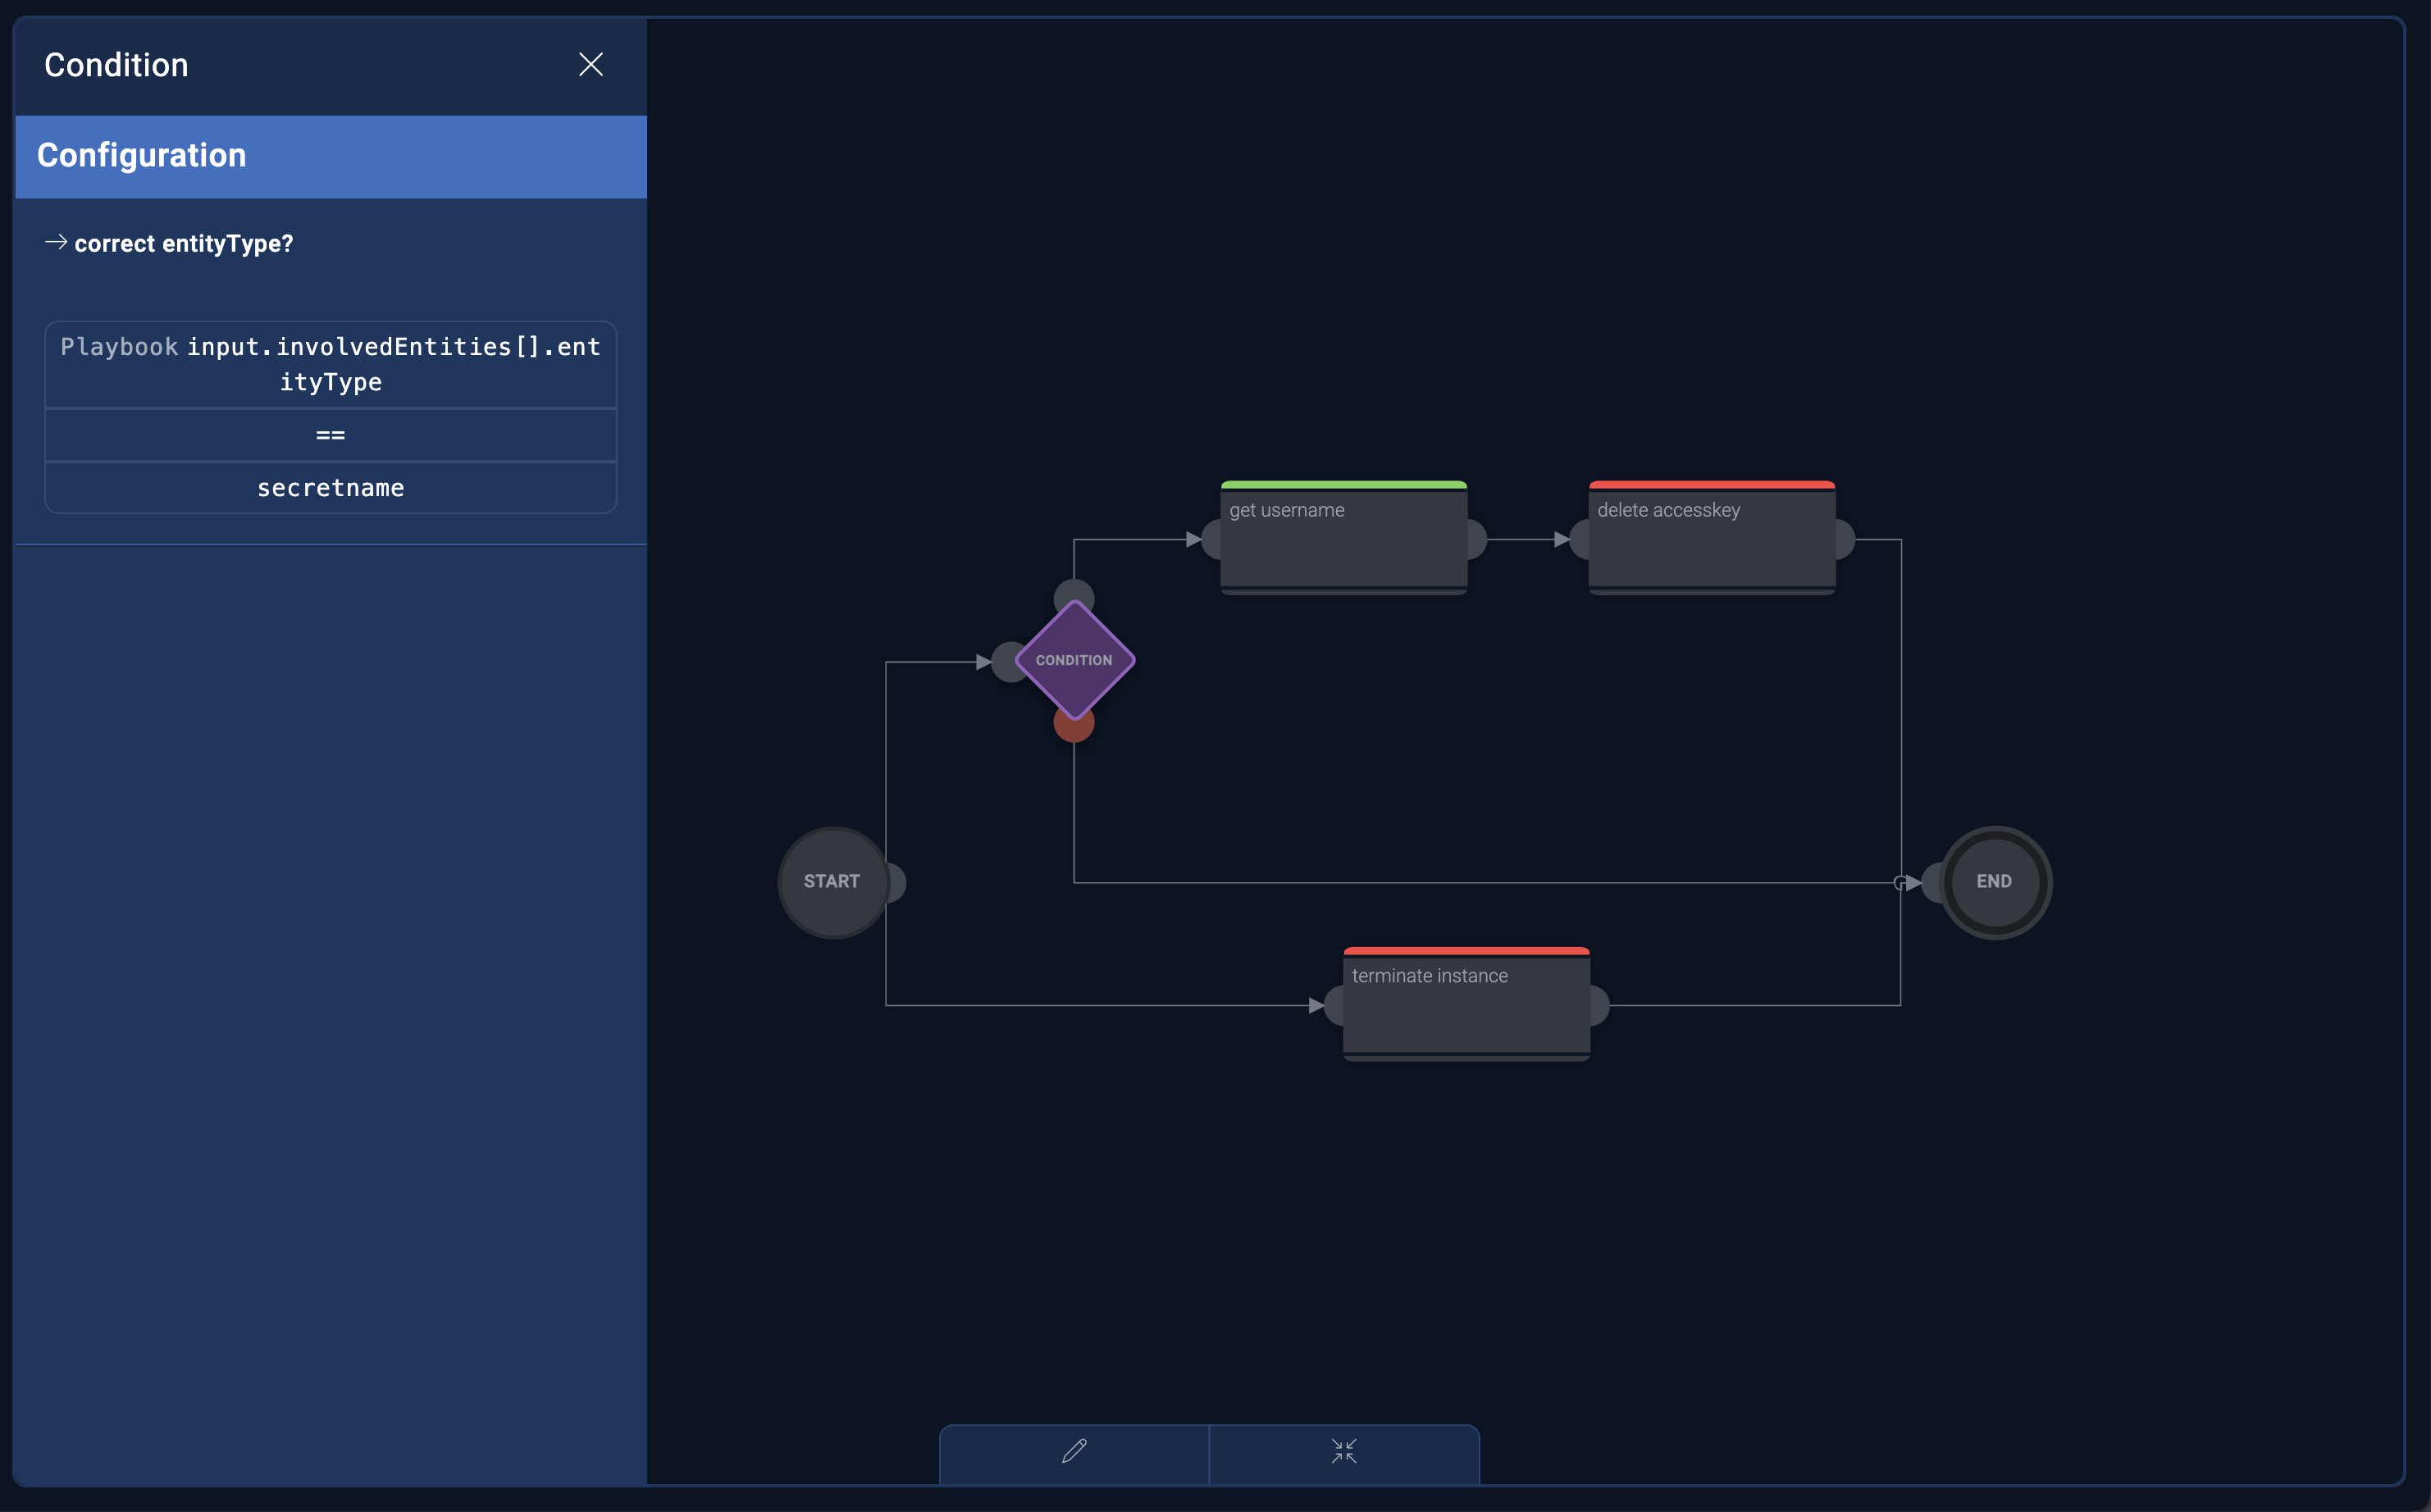 Condition
Configuration
→ correct entityType?
Playbook input.involvedEntities[].ent
ityType
==
secretname
get username
delete accesskey
CONDITION
START
END
terminate instance